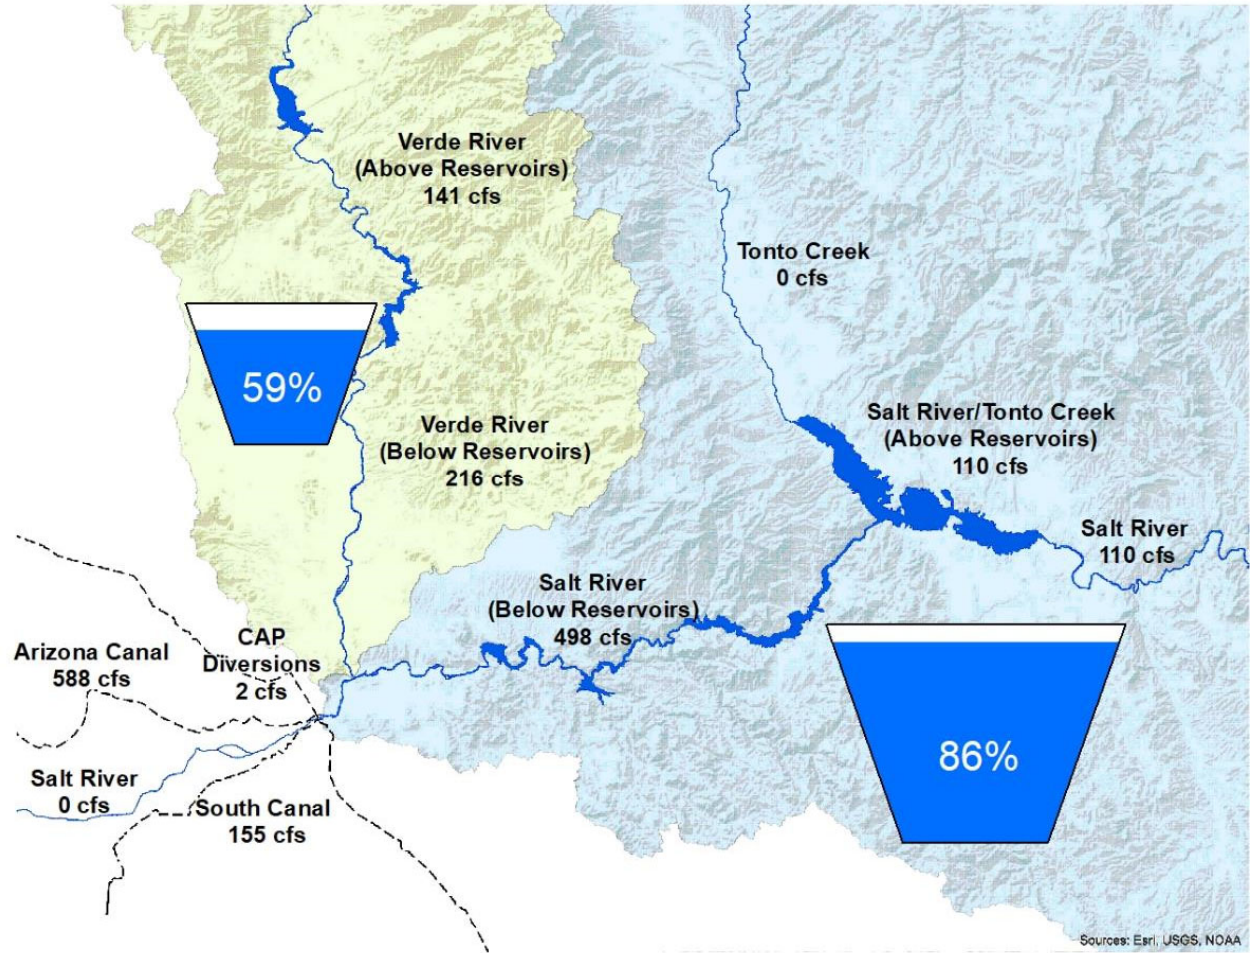 Verde River
(Above Reservoirs)
141 cfs
Tonto Creek
0 cfs
59%
Verde River
(Below Reservoirs)
216 cfs
Salt River/Tonto Creek
(Above Reservoirs)
110 cfs
Salt River
110 cfs
Salt River
(Below Reservoirs)
498 cfs
CAP
Diversions
2 cfs
Arizona Canal
588 cfs
86%
Salt River
0 cfs
South Canal
155 cfs
Sources: Esri, USGS, NOAA